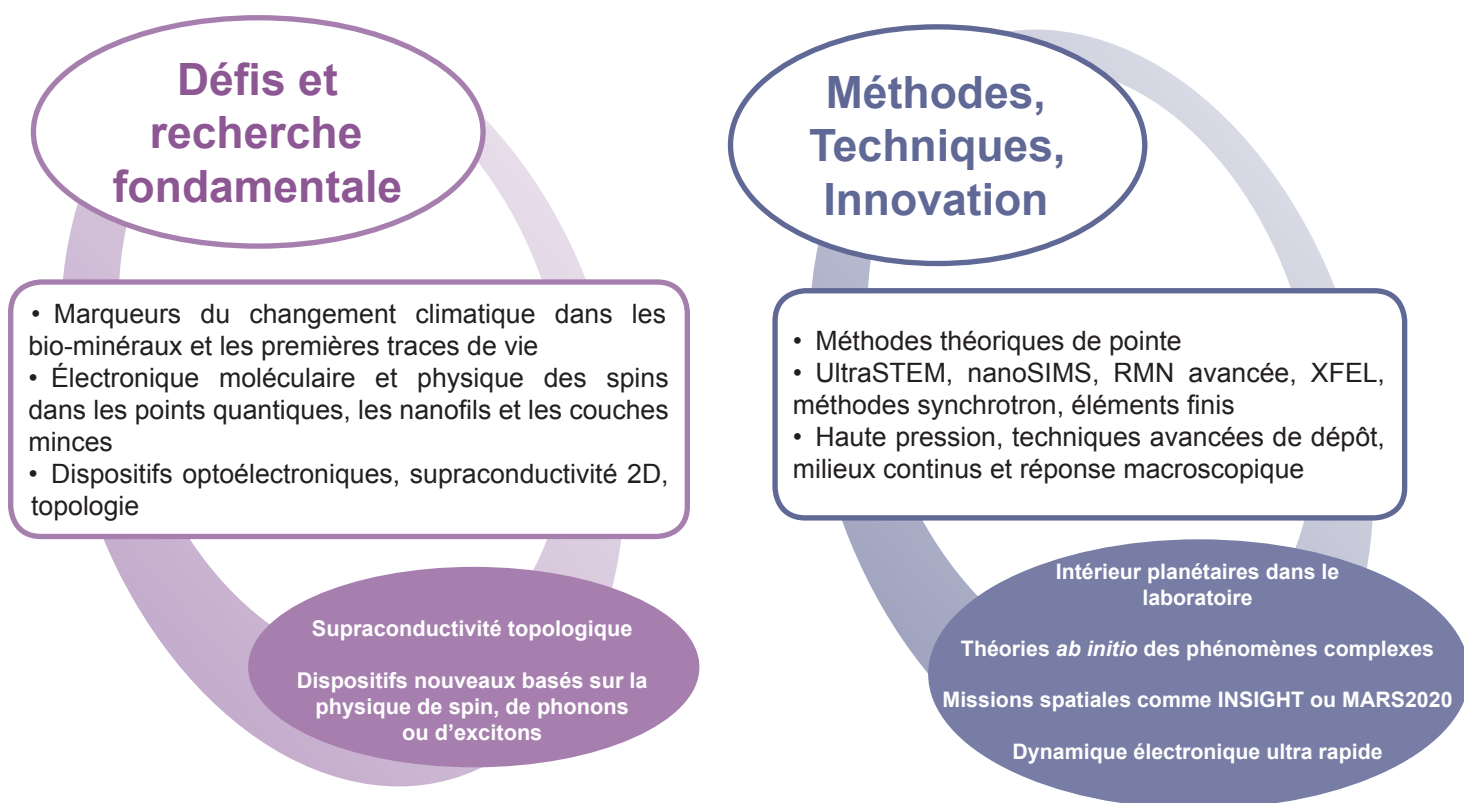 Défis et
recherche
fondamentale
• Marqueurs du changement climatique dans les
bio-minéraux et les premières traces de vie
• Électronique moléculaire et physique des spins
dans les points quantiques, les nanofils et les couches
minces
• Dispositifs optoélectroniques, supraconductivité 2D,
topologie
Supraconductivité topologique
Dispositifs nouveaux basés sur la
physique de spin, de phonons
ou d'excitons
Méthodes,
Techniques,
Innovation
• Méthodes théoriques de pointe
• UltraSTEM, nanoSIMS, RMN avancée, XFEL,
méthodes synchrotron, éléments finis
• Haute pression, techniques avancées de dépôt,
milieux continus et réponse macroscopique
Intérieur planétaires dans le
laboratoire
Théories ab initio des phénomènes complexes
Missions spatiales comme INSIGHT ou MARS2020
Dynamique électronique ultra rapide